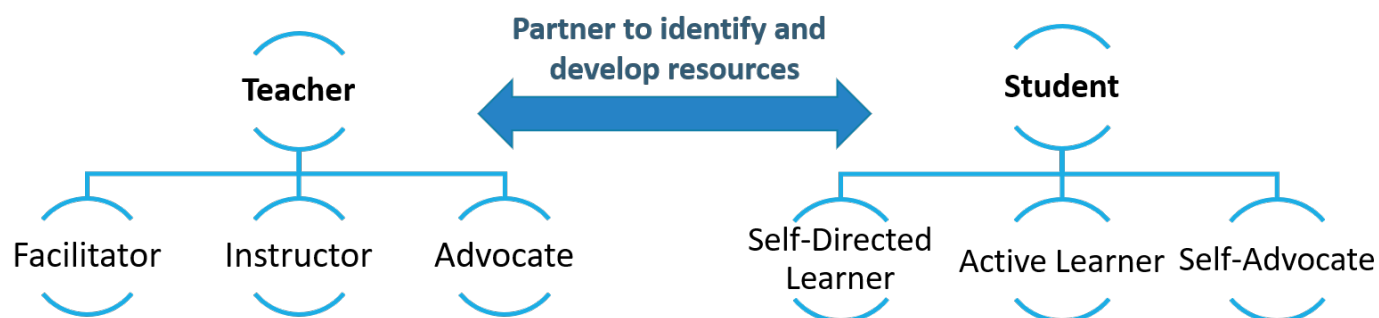 Partner to identify and
develop resources
Teacher
Student
Facilitator
Instructor
Advocate
Self-Directed
Learner
Active Learner
Self-Advocate